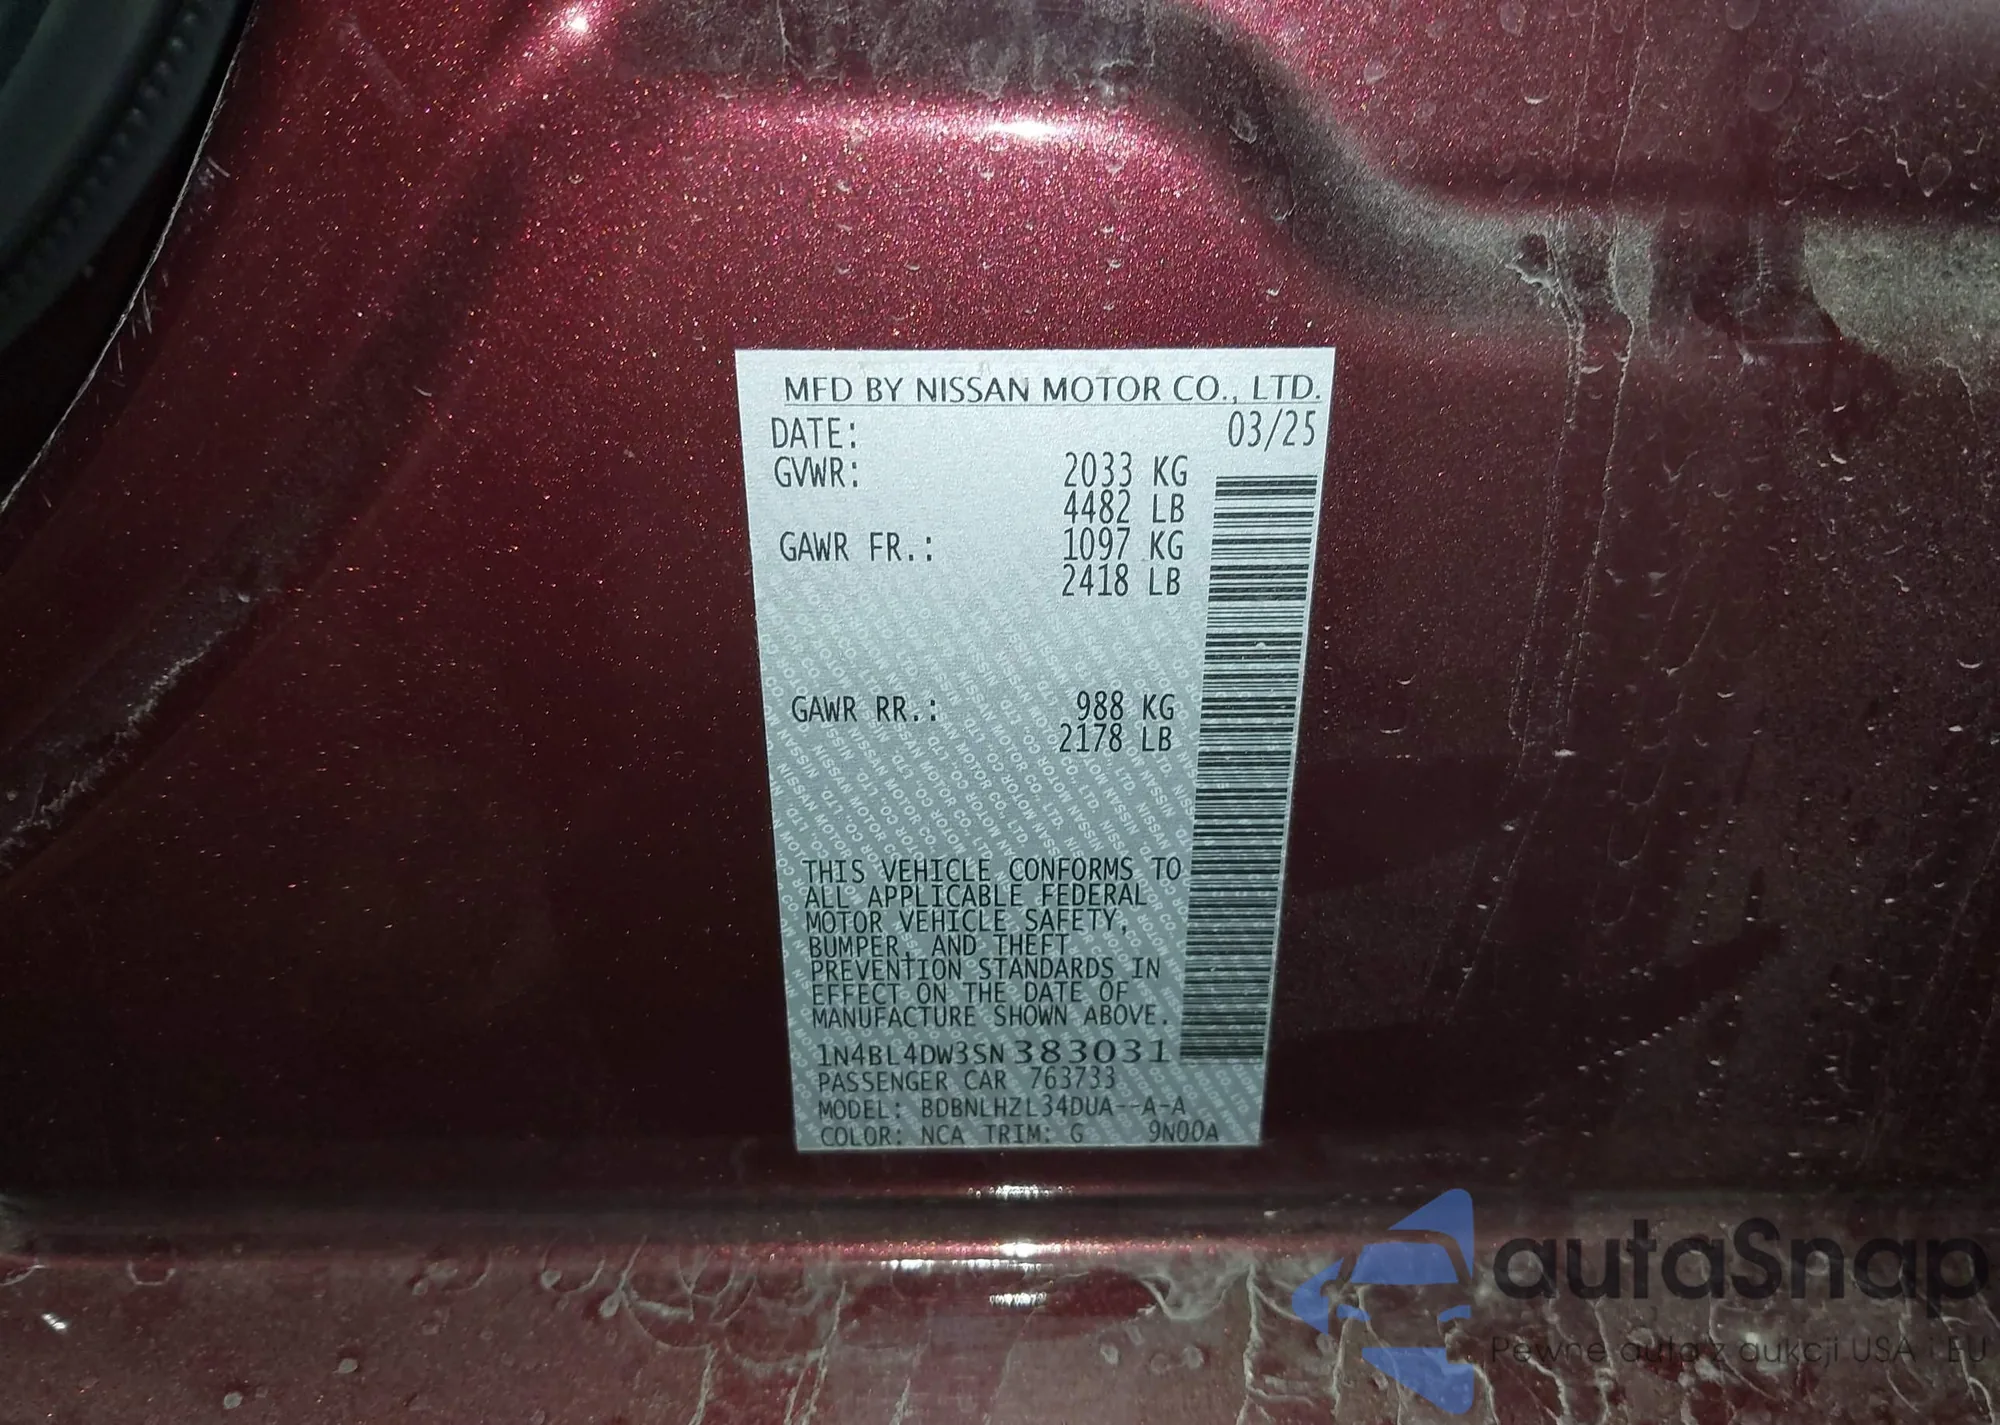 MFD BY NISSAN MOTOR CO., LTD.
DATE: 03/25
GVWR: 2033 KG
4482 LB
GAWR FR.: 1097 KG
2418 LB
GAWR RR.: 988 KG
2178 LB
THIS VEHICLE CONFORMS TO
ALL APPLICABLE FEDERAL
MOTOR VEHICLE SAFETY,
BUMPER, AND THEFT
PREVENTION STANDARDS IN
EFFECT ON THE DATE OF
MANUFACTURE SHOWN ABOVE.
1N4BL4DW3SN383031
PASSENGER CAR 763733
MODEL: BDBNLHZL34DUA--A-A
COLOR: NCA TRIM: G 9N00A
autaSnap
Pewne auta z aukcji USA i EU